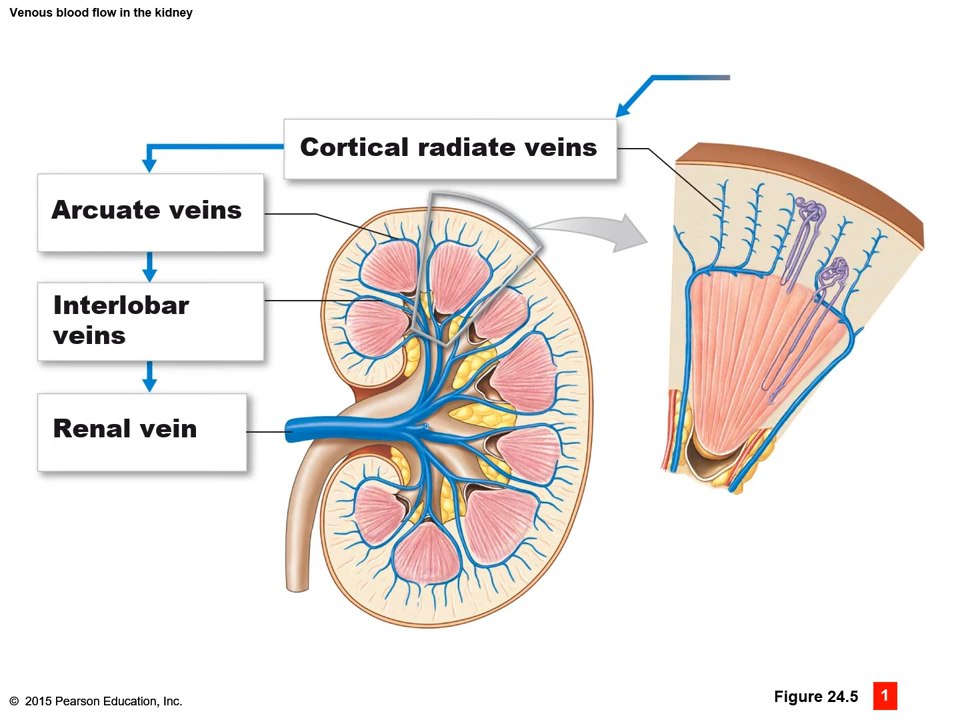 Venous blood flow in the kidney
Cortical radiate veins
Arcuate veins
Interlobar
veins
Renal vein
© 2015 Pearson Education, Inc.
Figure 24.5 1